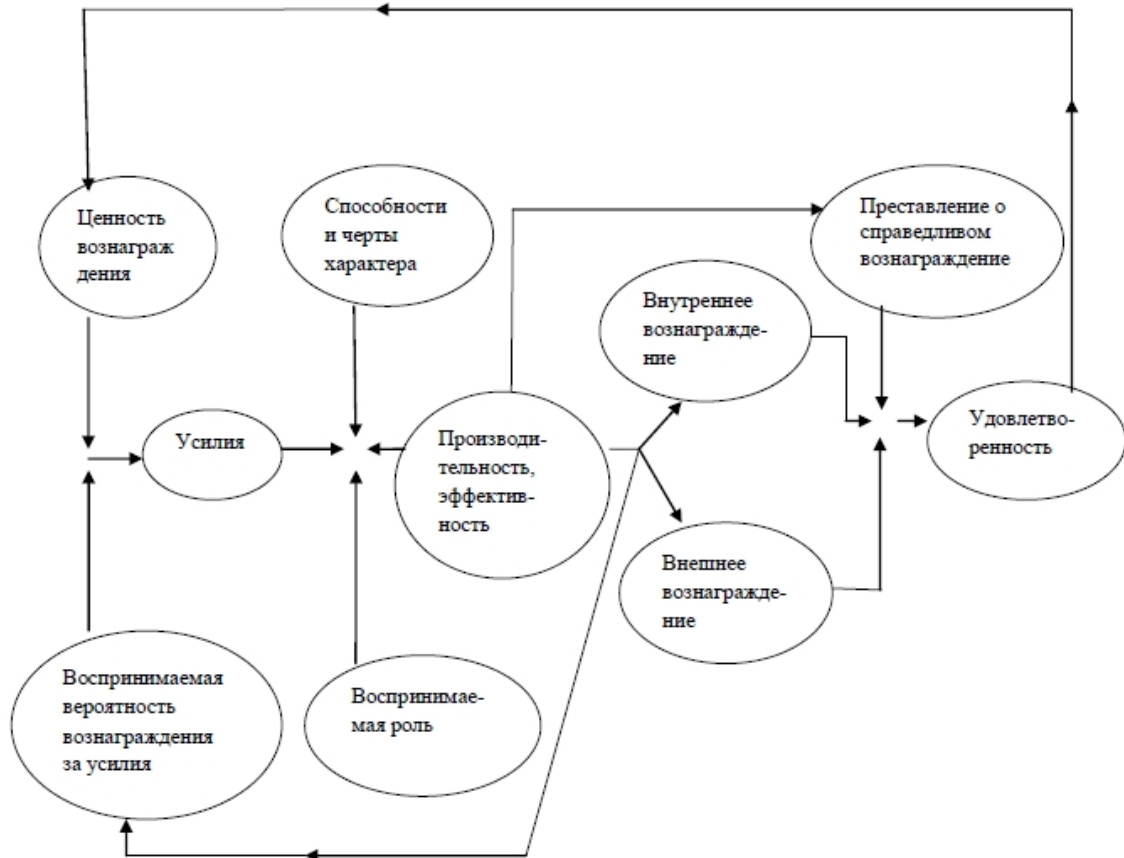 Ценность
вознаграж
дения
Способности
и черты
характера
Преставление о
справедливом
вознаграждение
Внутреннее
вознагражде-
ние
Усилия
Производи-
тельность,
эффектив-
ность
Удовлетво-
ренность
Внешнее
вознагражде-
ние
Воспринимаемая
вероятность
вознаграждения
за усилия
Воспринимае-
мая роль